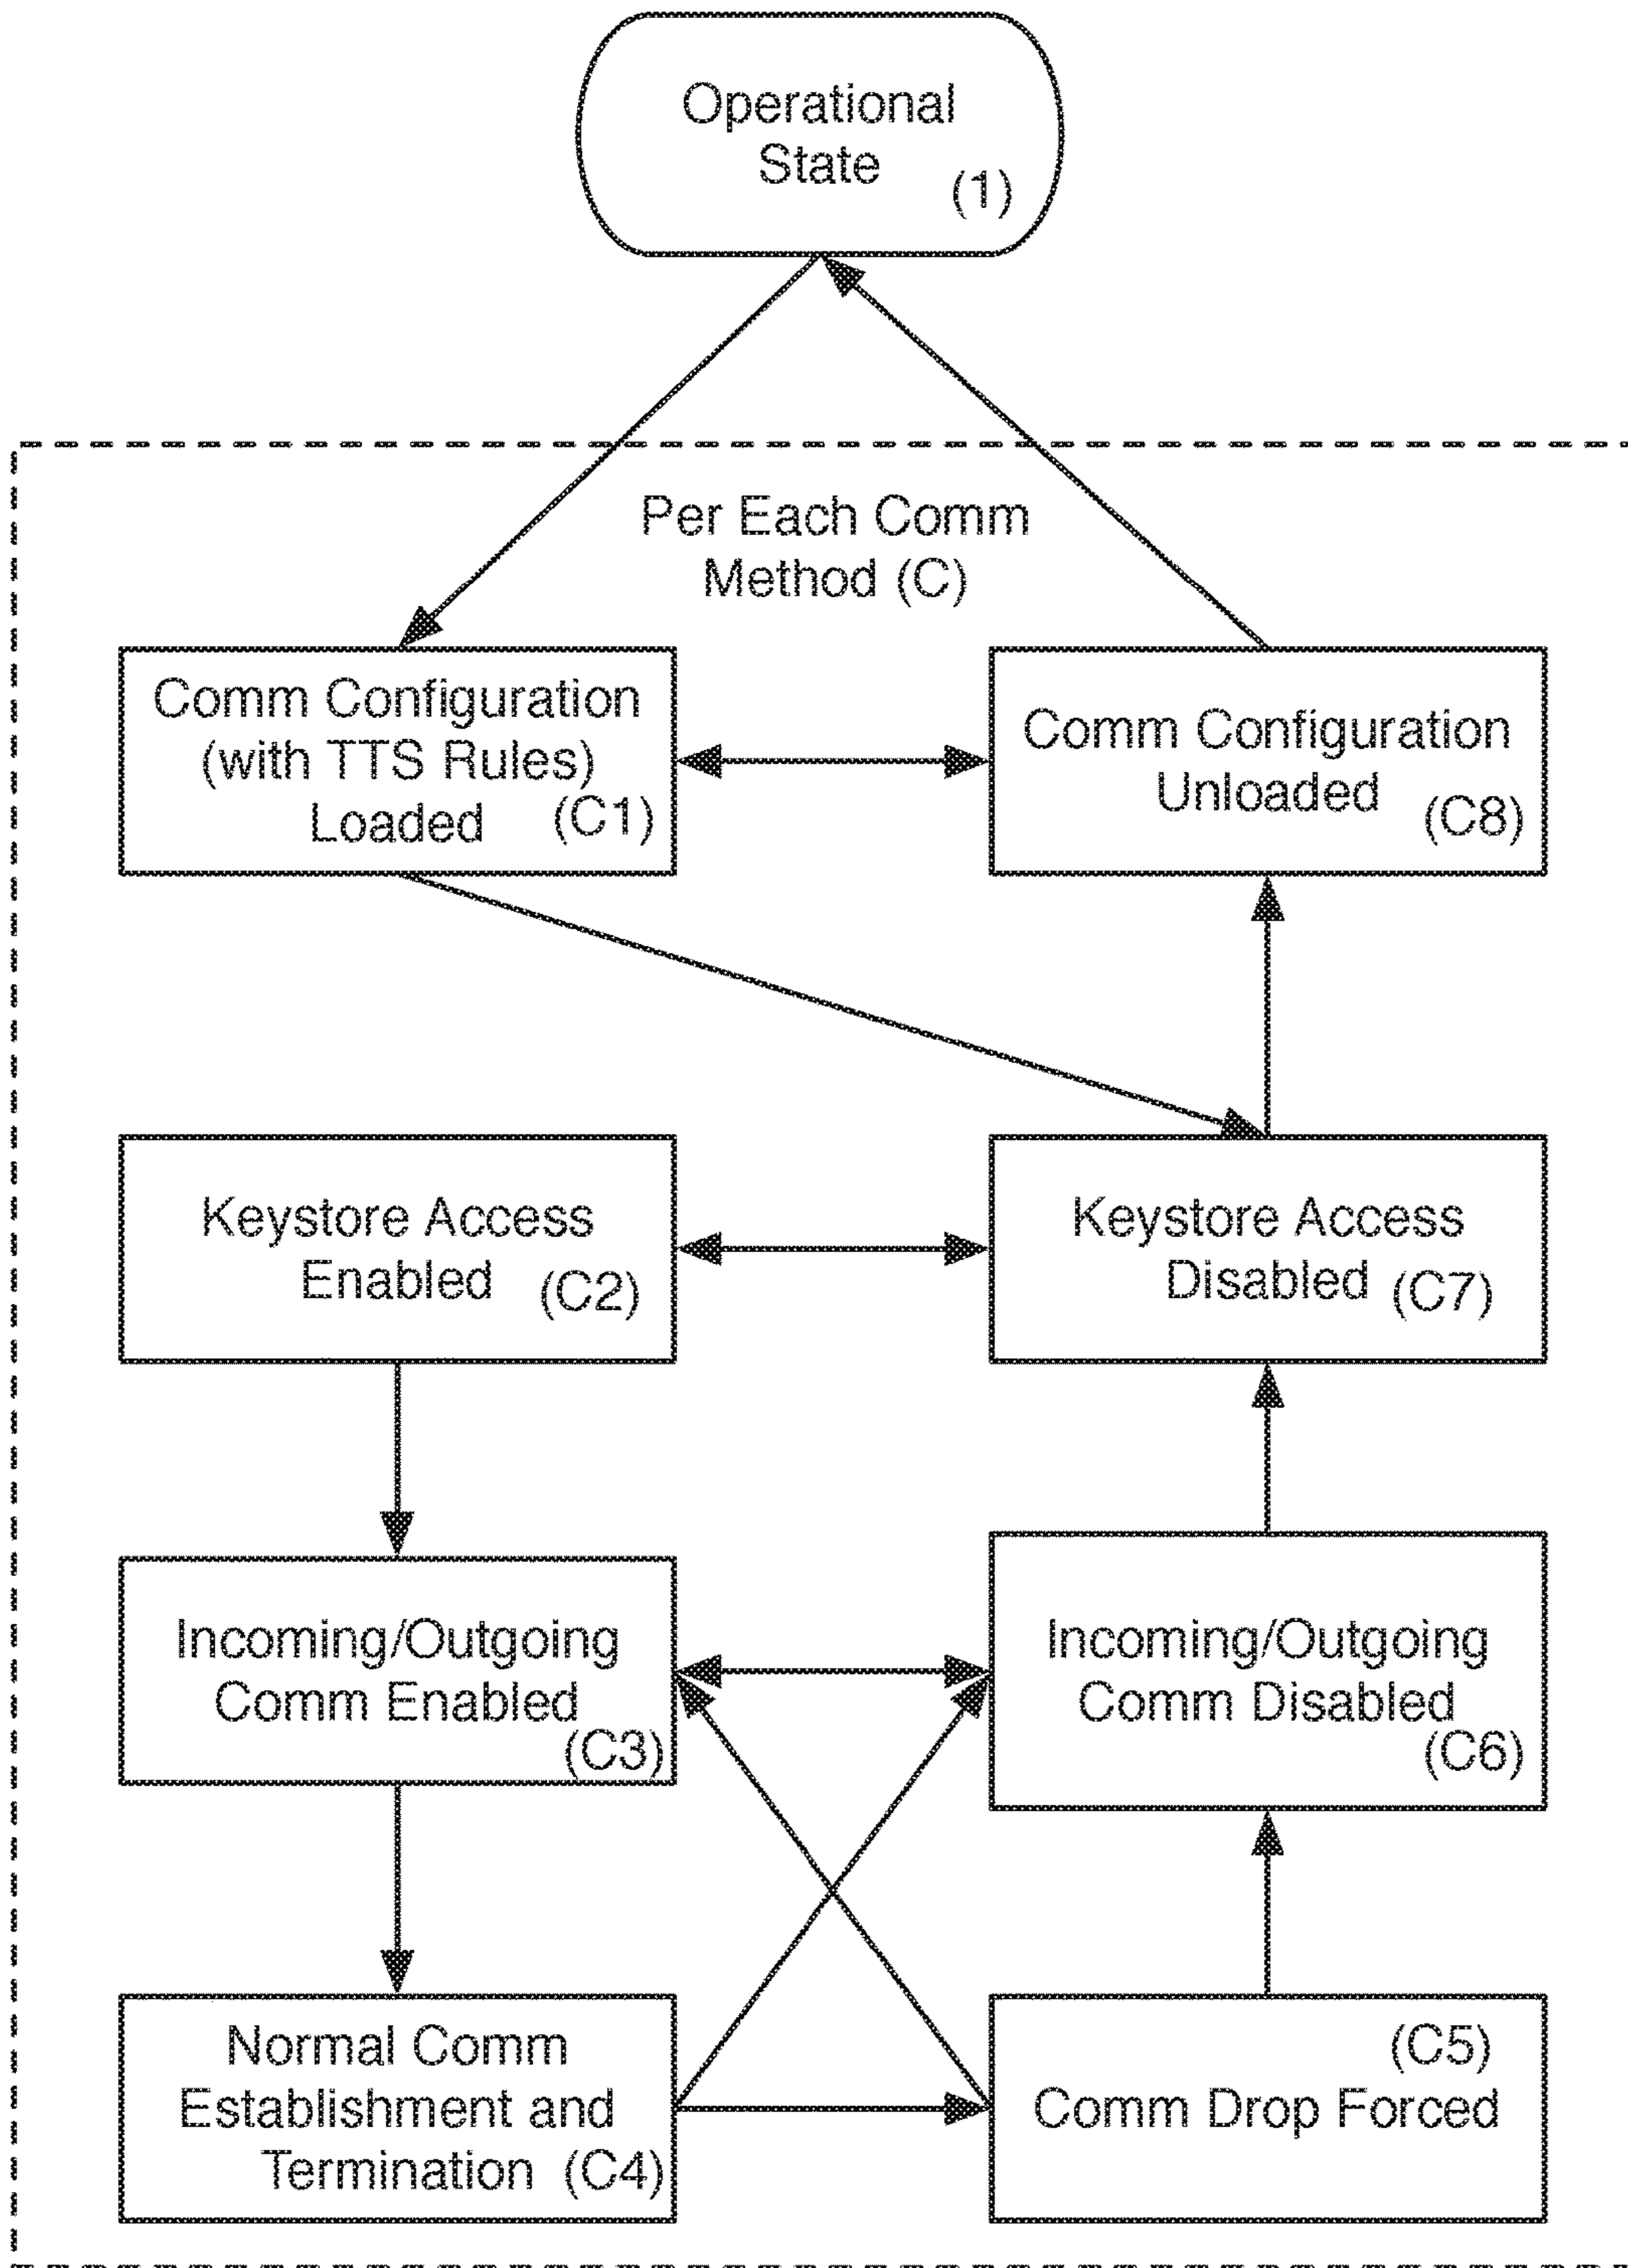 Operational
State
(1)
Per Each Comm
Method (C)
Comm Configuration
(with TTS Rules)
Loaded (C1)
Comm Configuration
Unloaded (C8)
Keystore Access
Enabled (C2)
Keystore Access
Disabled (C7)
Incoming/Outgoing
Comm Enabled
(C3)
Incoming/Outgoing
Comm Disabled
(C6)
Normal Comm
Establishment and
Termination (C4)
(C5)
Comm Drop Forced